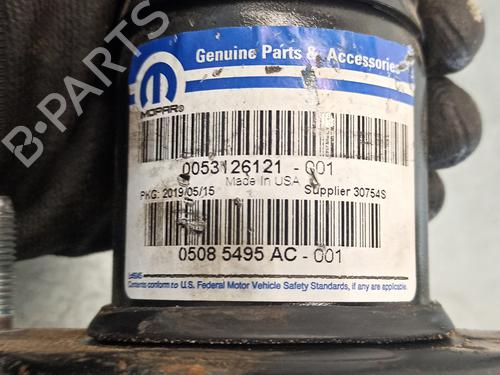 Genuine Parts & Accessories
MOPAR®
0053126121 - 001
Made In USA
PKG: 2019/05/15
Supplier 30754S
0508 5495 AC - 001
Contents conform to U.S. Federal Motor Vehicle Safety Standards, if any are applicable.
B-PARTS